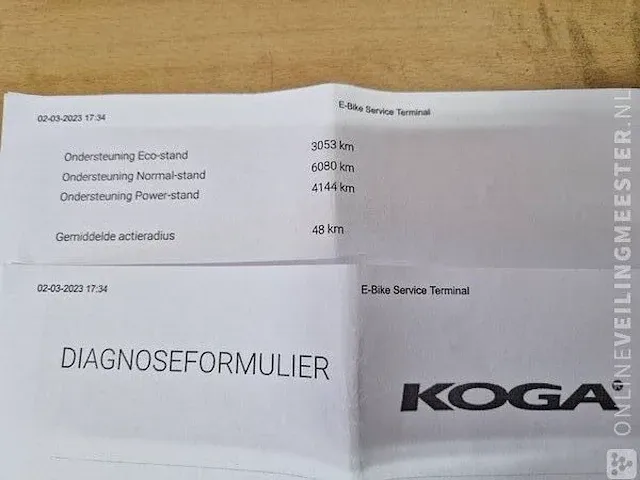 02-03-2023 17:34
E-Bike Service Terminal
Ondersteuning Eco-stand 3053 km
Ondersteuning Normal-stand 6080 km
Ondersteuning Power-stand 4144 km
Gemiddelde actieradius 48 km
02-03-2023 17:34
E-Bike Service Terminal
DIAGNOSEFORMULIER
KOGA
ONLINEVEILINGMEESTER.NL